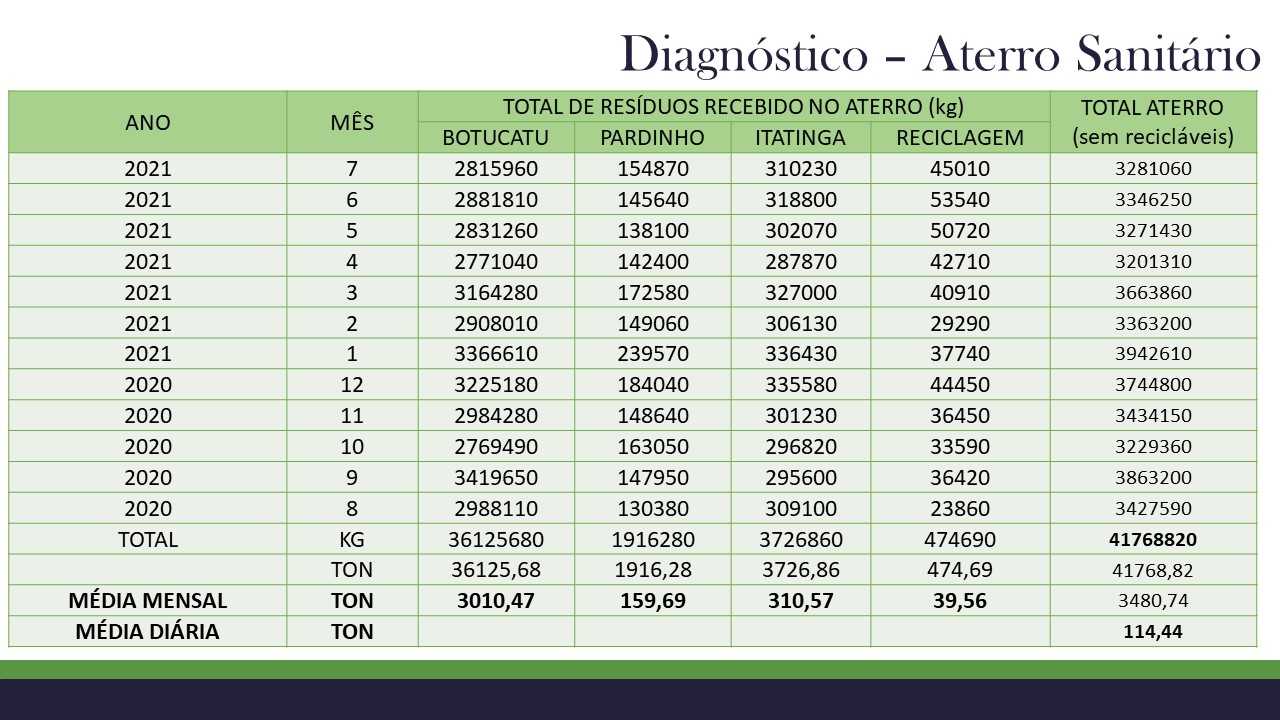 Diagnóstico – Aterro Sanitário
ANO MÊS TOTAL DE RESÍDUOS RECEBIDO NO ATERRO (kg) TOTAL ATERRO
(sem recicláveis)
BOTUCATU PARDINHO ITATINGA RECICLAGEM
2021 7 2815960 154870 310230 45010 3281060
2021 6 2881810 145640 318800 53540 3346250
2021 5 2831260 138100 302070 50720 3271430
2021 4 2771040 142400 287870 42710 3201310
2021 3 3164280 172580 327000 40910 3663860
2021 2 2908010 149060 306130 29290 3363200
2021 1 3366610 239570 336430 37740 3942610
2020 12 3225180 184040 335580 44450 3744800
2020 11 2984280 148640 301230 36450 3434150
2020 10 2769490 163050 296820 33590 3229360
2020 9 3419650 147950 295600 36420 3863200
2020 8 2988110 130380 309100 23860 3427590
TOTAL KG 36125680 1916280 3726860 474690 41768820
TON 36125,68 1916,28 3726,86 474,69 41768,82
MÉDIA MENSAL TON 3010,47 159,69 310,57 39,56 3480,74
MÉDIA DIÁRIA TON 114,44